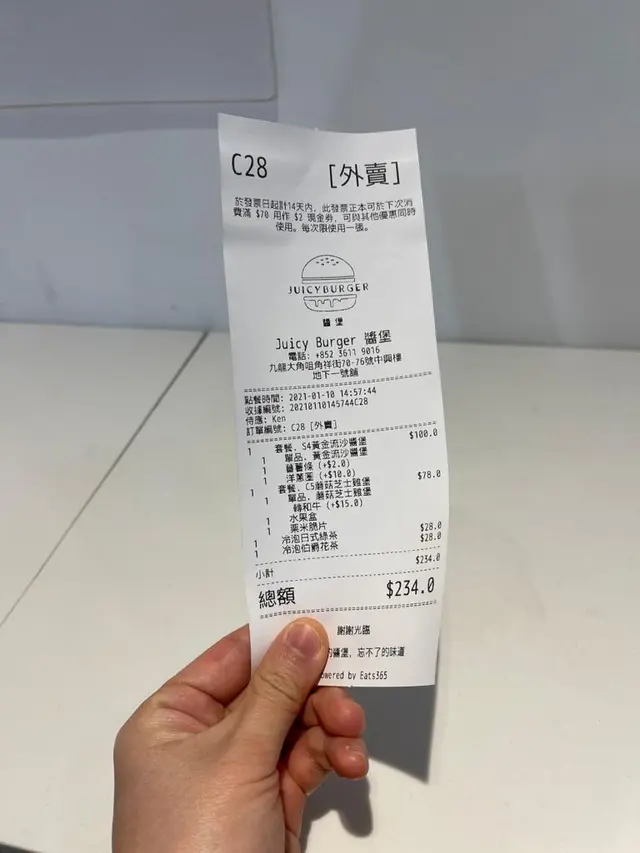 C28 [外賣]
於發票日起計14天內，此發票正本可於下次消
費滿 $70 用作 $2 現金劵，可與其他優惠同時
使用。每次限使用一張。
JUICYBURGER
醬堡
Juicy Burger 醬堡
電話: +852 3611 9016
九龍大角咀角祥街70-76號中興樓
地下一號舖
點餐時間: 2021-01-10 14:57:44
收據編號: 20210110145744C28
侍應: Ken
訂單編號: C28 [外賣]
1 套餐, S4黃金流沙醬堡 $100.0
1 單品, 黃金流沙醬堡
1 番薯條 (+$2.0)
1 洋蔥圈 (+$10.0)
1 套餐, C5蘑菇芝士雞堡 $78.0
1 單品, 蘑菇芝士雞堡
轉和牛 (+$15.0)
1 水果盒
1 粟米脆片
1 冷泡日式綠茶 $28.0
1 冷泡伯爵花茶 $28.0
小計 $234.0
總額 $234.0
謝謝光臨
的醬堡, 忘不了的味道
owered by Eats365